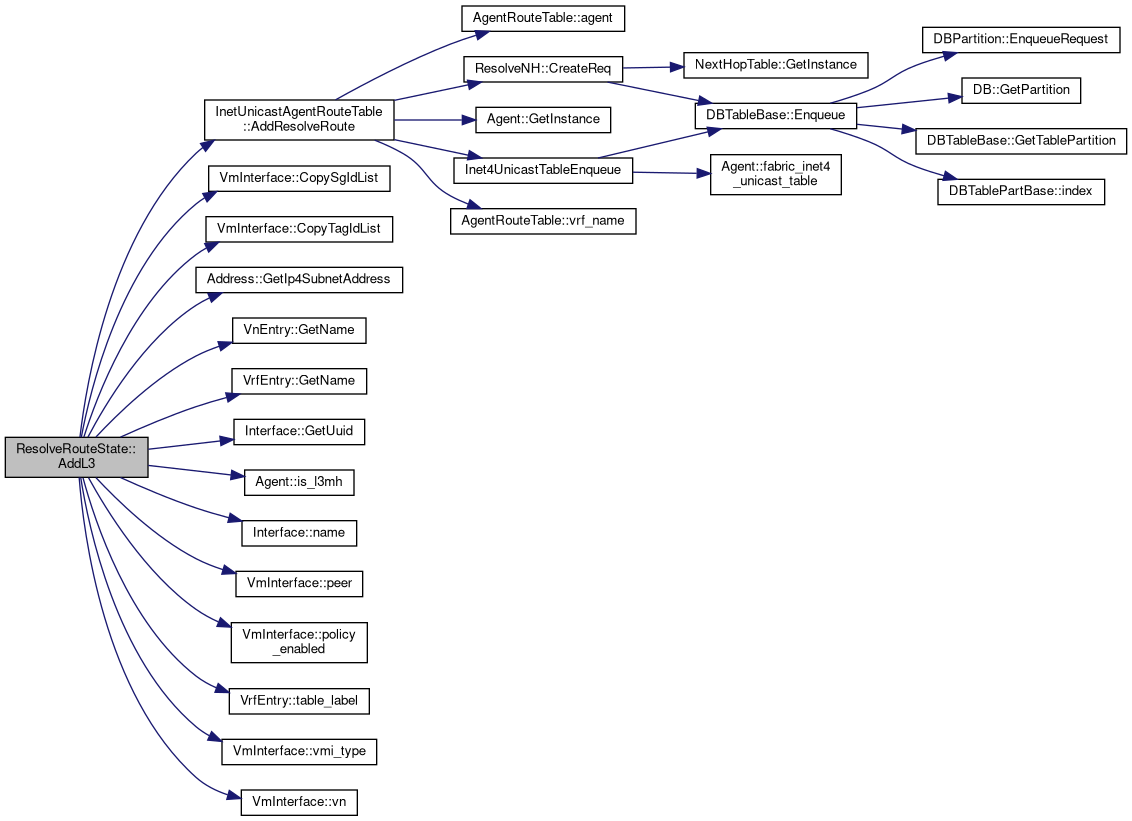 ResolveRouteState::
AddL3
InetUnicastAgentRouteTable
::AddResolveRoute
AgentRouteTable::agent
ResolveNH::CreateReq
NextHopTable::GetInstance
DBTableBase::Enqueue
DBPartition::EnqueueRequest
DB::GetPartition
DBTableBase::GetTablePartition
DBTablePartBase::index
Agent::GetInstance
Inet4UnicastTableEnqueue
Agent::fabric_inet4
_unicast_table
AgentRouteTable::vrf_name
VmInterface::CopySgIdList
VmInterface::CopyTagIdList
Address::GetIp4SubnetAddress
VnEntry::GetName
VrfEntry::GetName
Interface::GetUuid
Agent::is_l3mh
Interface::name
VmInterface::peer
VmInterface::policy
_enabled
VrfEntry::table_label
VmInterface::vmi_type
VmInterface::vn